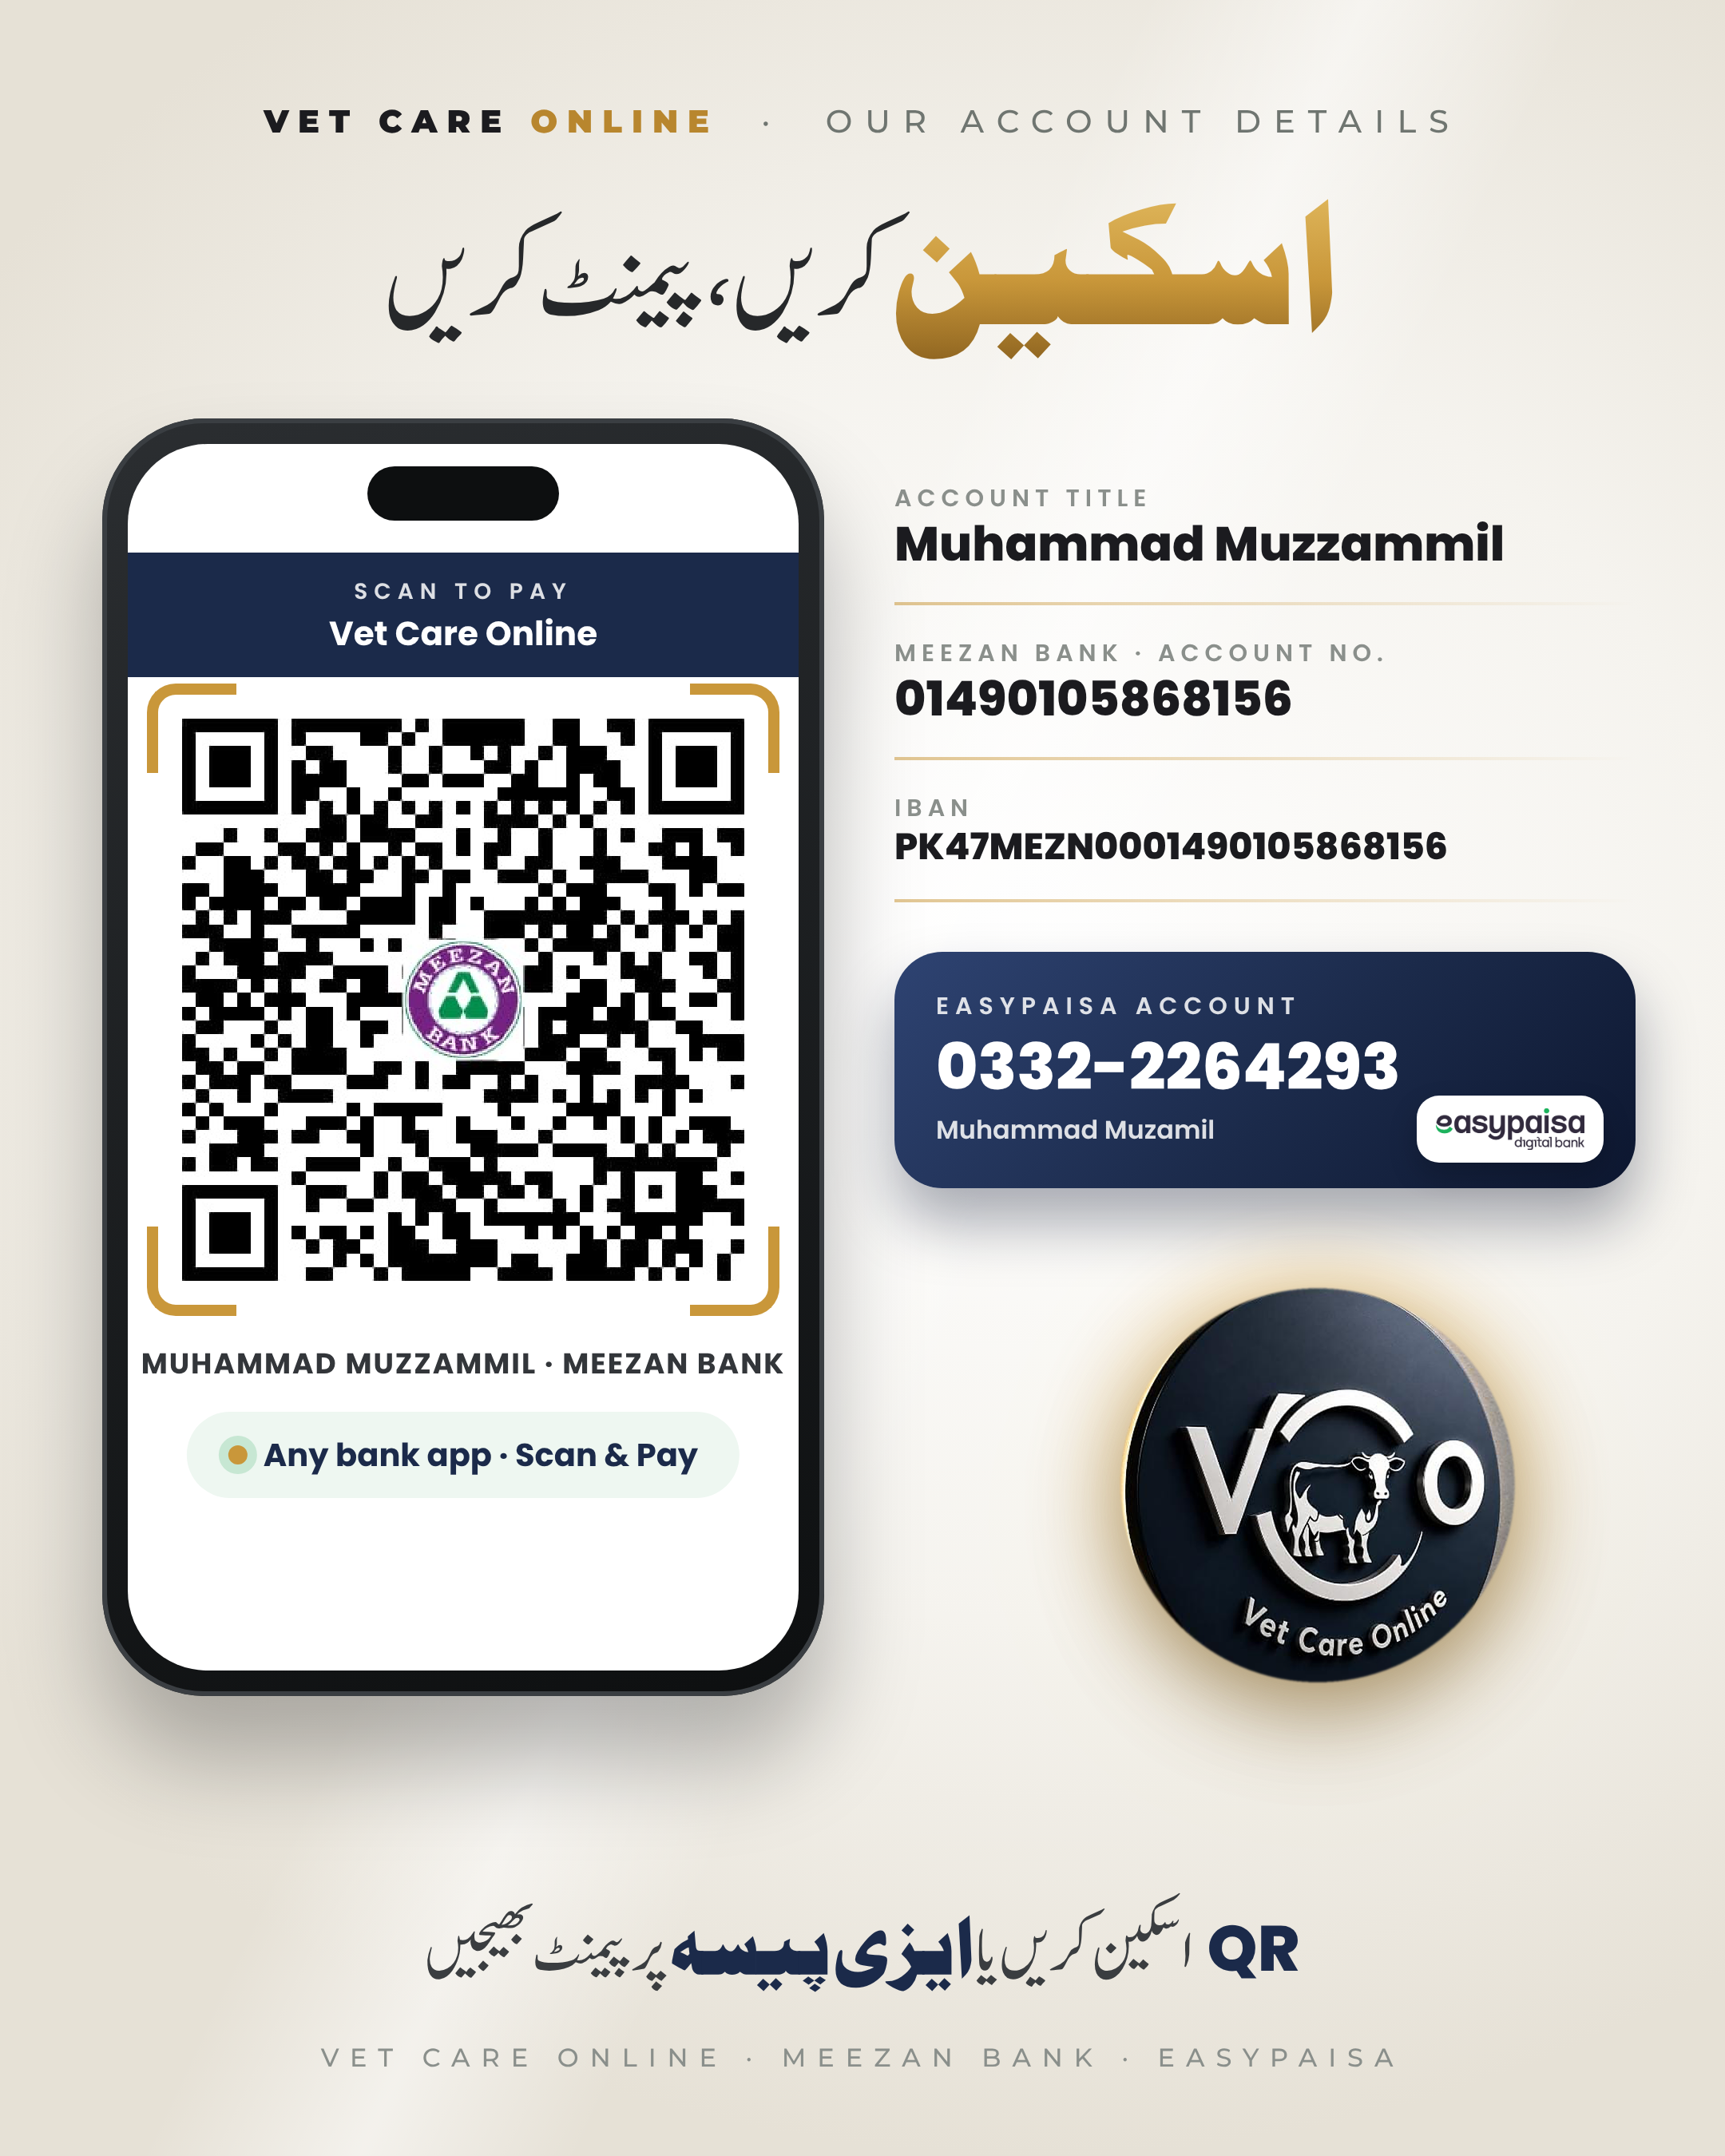 VET CARE ONLINE · OUR ACCOUNT DETAILS
اسکین کریں، پیمنٹ کریں
SCAN TO PAY
Vet Care Online
MEEZAN BANK
MUHAMMAD MUZZAMMIL · MEEZAN BANK
Any bank app · Scan & Pay
ACCOUNT TITLE
Muhammad Muzzammil
MEEZAN BANK · ACCOUNT NO.
01490105868156
IBAN
PK47MEZN0001490105868156
EASYPAISA ACCOUNT
0332-2264293
Muhammad Muzamil
easypaisa
digital bank
VCO
Vet Care Online
QR اسکین کریں یا ایزی پیسہ پر پیمنٹ بھیجیں
VET CARE ONLINE · MEEZAN BANK · EASYPAISA